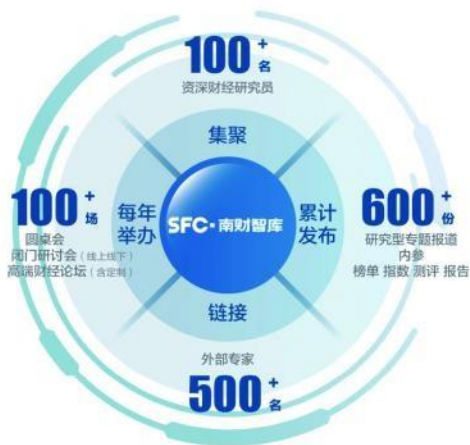 100+名
资深财经研究员
集聚
100+场
圆桌会
闭门研讨会(线上线下)
高端财经论坛(含定制)
每年
举办
SFC·南财智库
累计
发布
600+份
研究型专题报道
内参
榜单 指数 测评 报告
链接
外部专家
500+名